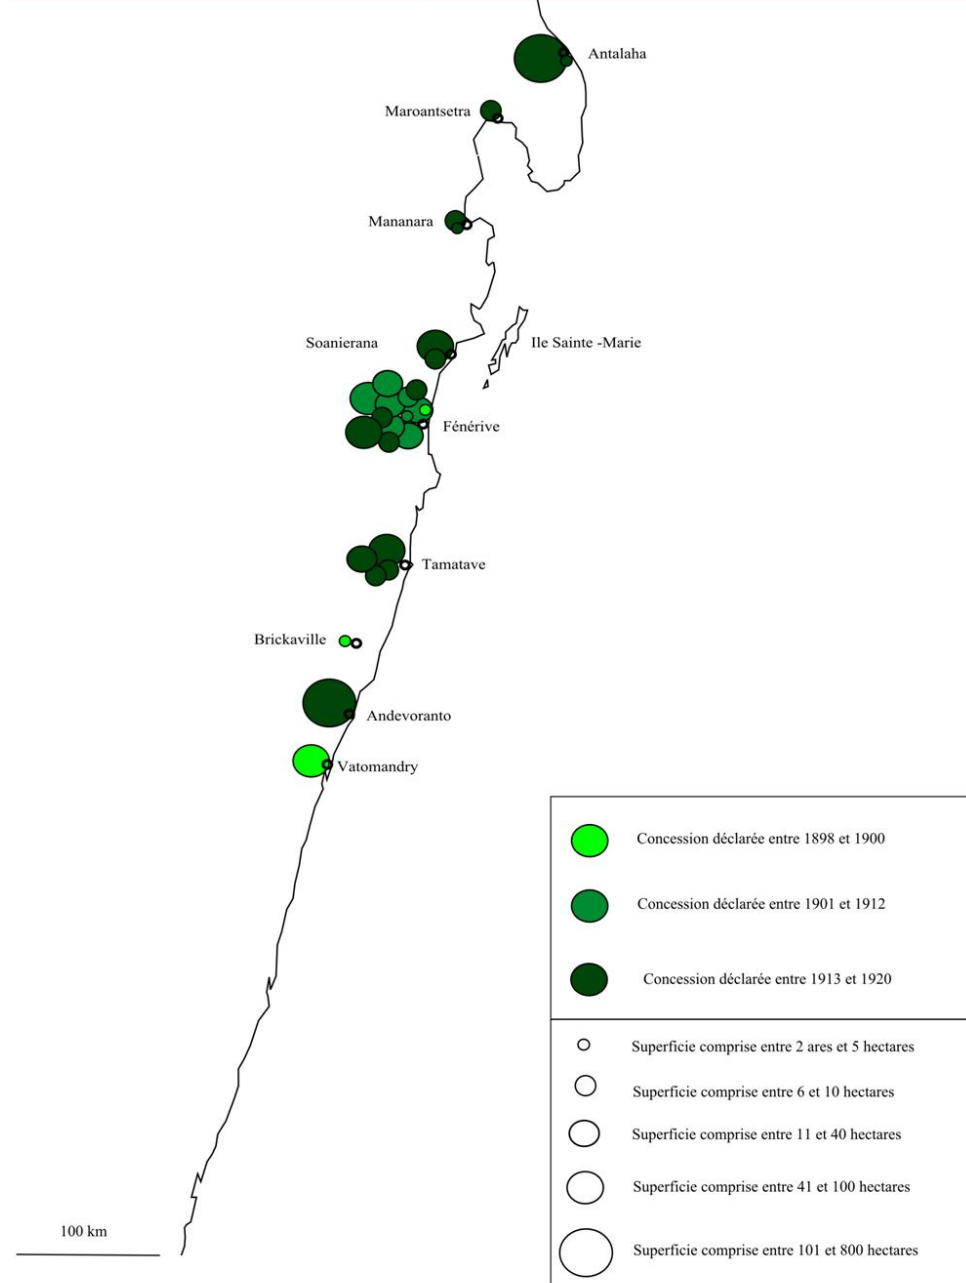 Antalaha
Maroantsetra
Mananara
Soanierana
Ile Sainte -Marie
Fénérive
Tamatave
Brickaville
Andevoranto
Vatomandry
Concession déclarée entre 1898 et 1900
Concession déclarée entre 1901 et 1912
Concession déclarée entre 1913 et 1920
Superficie comprise entre 2 ares et 5 hectares
Superficie comprise entre 6 et 10 hectares
Superficie comprise entre 11 et 40 hectares
Superficie comprise entre 41 et 100 hectares
100 km
Superficie comprise entre 101 et 800 hectares